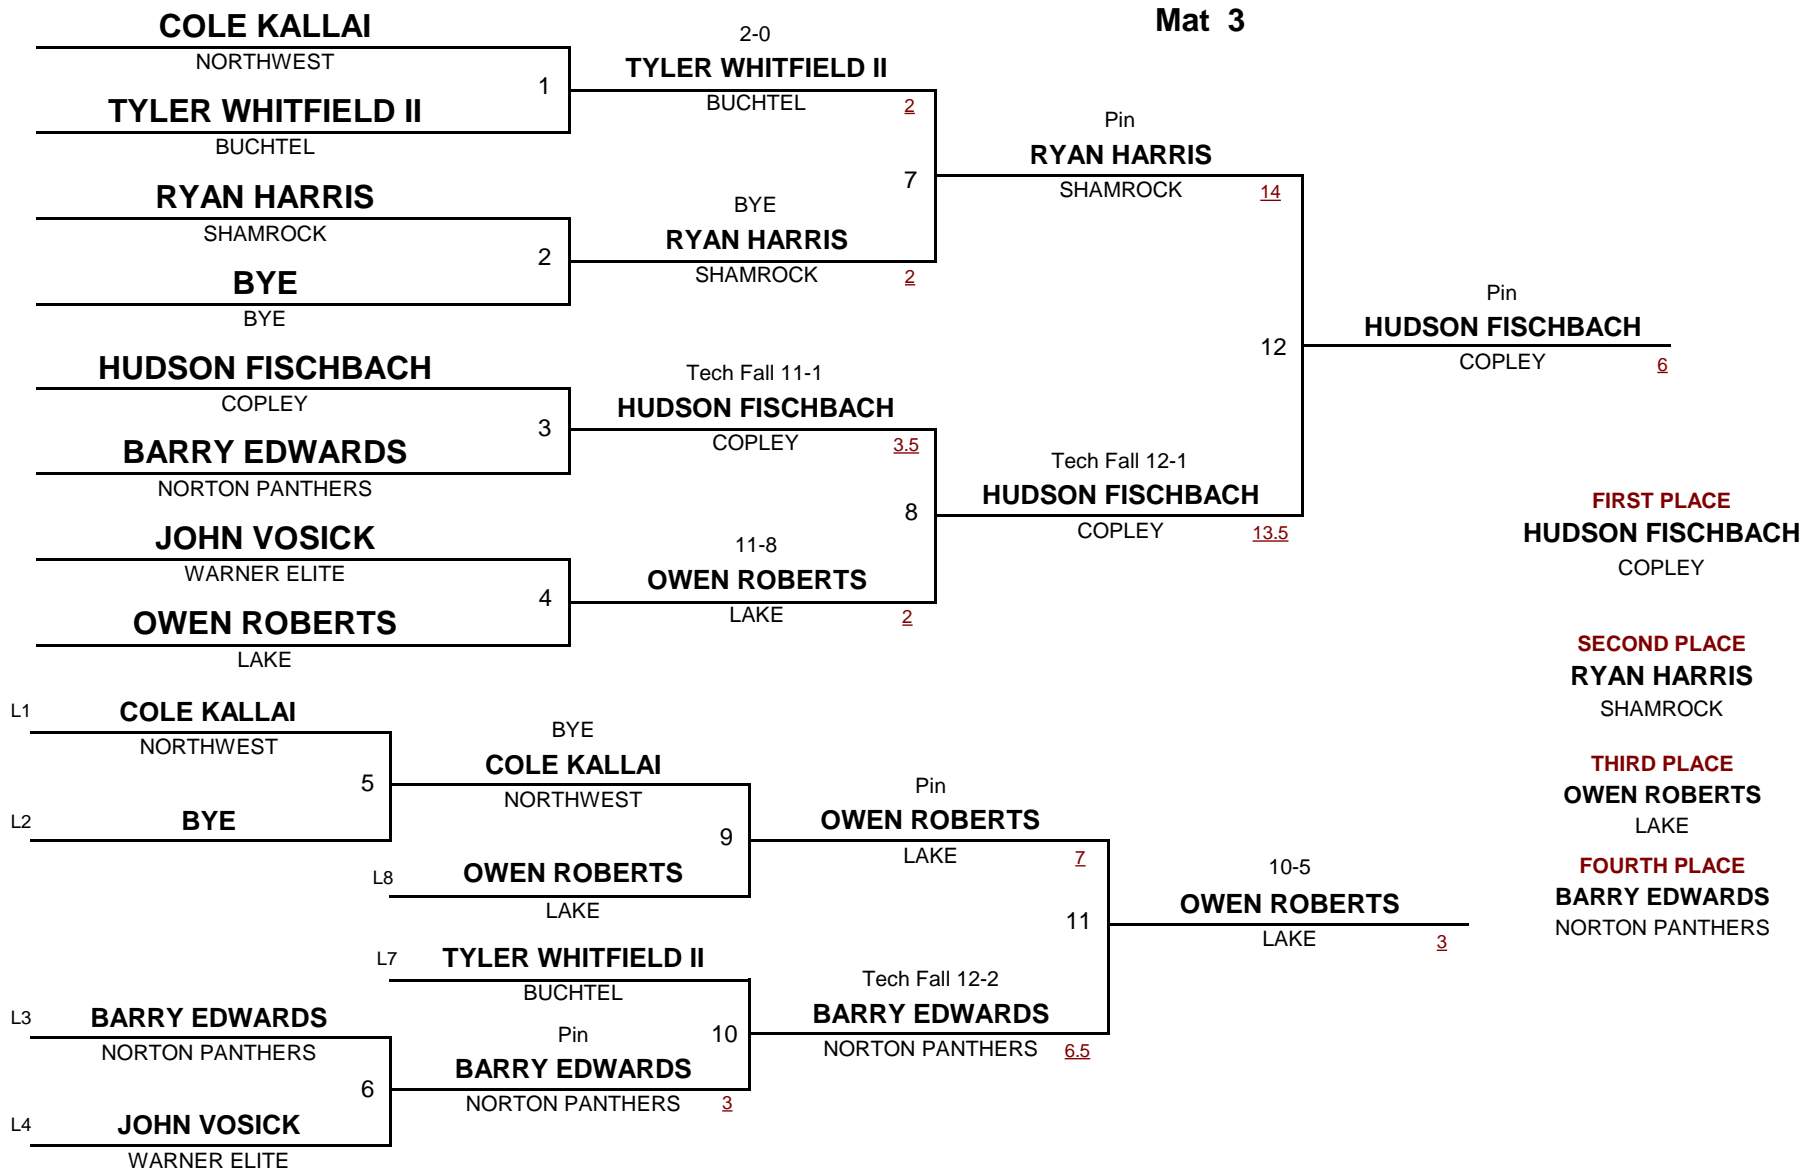 Mat 3
COLE KALLAI
NORTHWEST
1
TYLER WHITFIELD II
BUCHTEL
RYAN HARRIS
SHAMROCK
2
BYE
BYE
HUDSON FISCHBACH
COPLEY
3
BARRY EDWARDS
NORTON PANTHERS
JOHN VOSICK
WARNER ELITE
4
OWEN ROBERTS
LAKE
2-0
TYLER WHITFIELD II
BUCHTEL
2
7
BYE
RYAN HARRIS
SHAMROCK
2
Tech Fall 11-1
HUDSON FISCHBACH
COPLEY
3.5
8
11-8
OWEN ROBERTS
LAKE
2
Pin
RYAN HARRIS
SHAMROCK
14
12
Tech Fall 12-1
HUDSON FISCHBACH
COPLEY
13.5
Pin
HUDSON FISCHBACH
COPLEY
6
FIRST PLACE
HUDSON FISCHBACH
COPLEY
SECOND PLACE
RYAN HARRIS
SHAMROCK
THIRD PLACE
OWEN ROBERTS
LAKE
FOURTH PLACE
BARRY EDWARDS
NORTON PANTHERS
L1
COLE KALLAI
NORTHWEST
5
L2
BYE
BYE
COLE KALLAI
NORTHWEST
9
L8
OWEN ROBERTS
LAKE
L7
TYLER WHITFIELD II
BUCHTEL
10
L3
BARRY EDWARDS
NORTON PANTHERS
6
L4
JOHN VOSICK
WARNER ELITE
Pin
BARRY EDWARDS
NORTON PANTHERS
3
Pin
OWEN ROBERTS
LAKE
7
11
Tech Fall 12-2
BARRY EDWARDS
NORTON PANTHERS
6.5
10-5
OWEN ROBERTS
LAKE
3